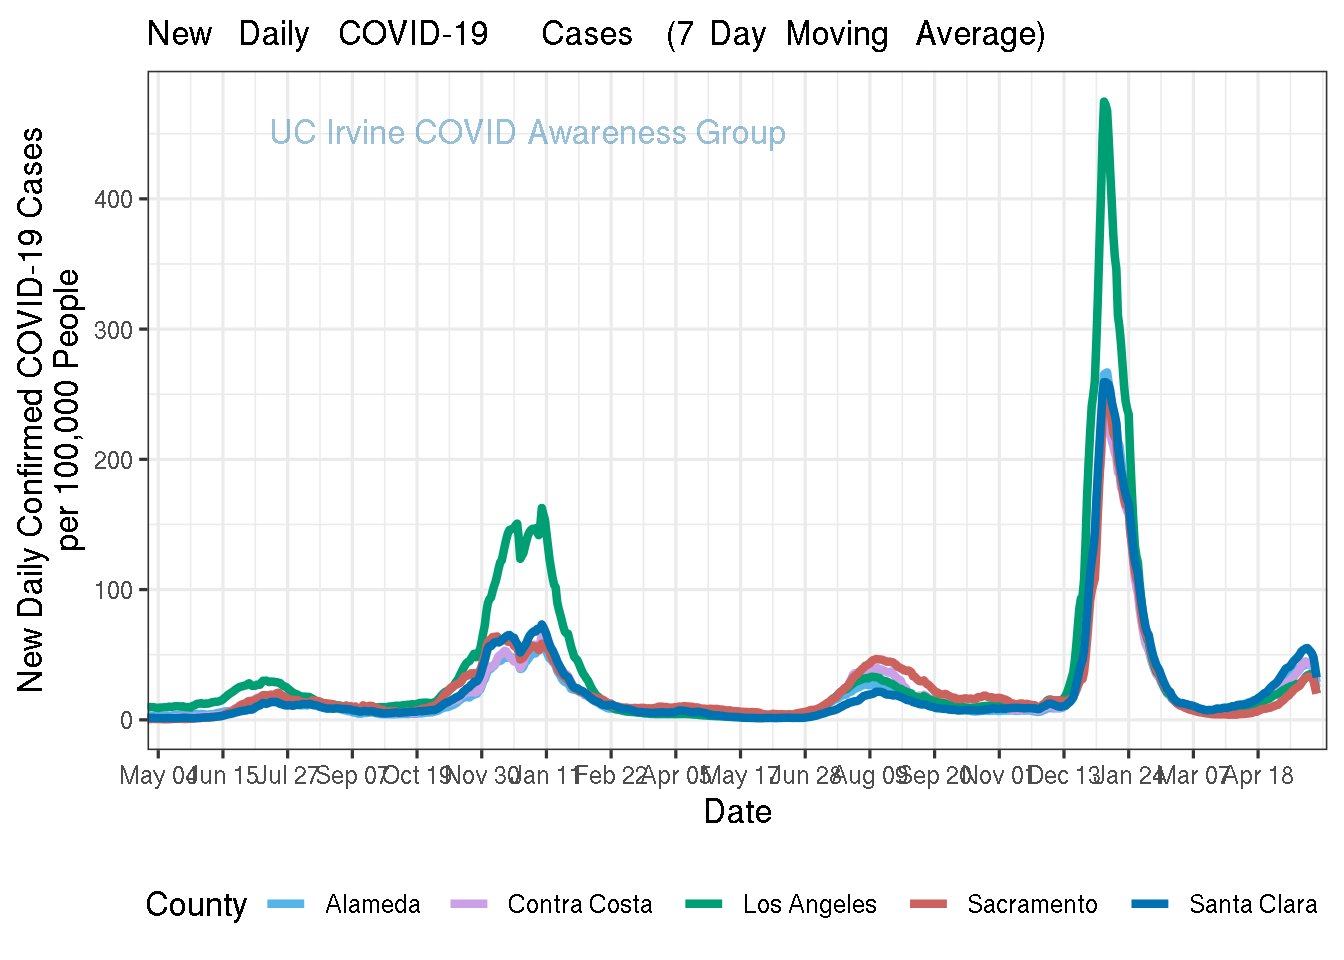 New Daily COVID-19 Cases (7 Day Moving Average)
UC Irvine COVID Awareness Group
New Daily Confirmed COVID-19 Cases
per 100,000 People
400
300
200
100
0
May 04 Jun 15 Jul 27 Sep 07 Oct 19 Nov 30 Jan 11 Feb 22 Apr 05 May 17 Jun 28 Aug 09 Sep 20 Nov 01 Dec 13 Jan 24 Mar 07 Apr 18
Date
County Alameda Contra Costa Los Angeles Sacramento Santa Clara